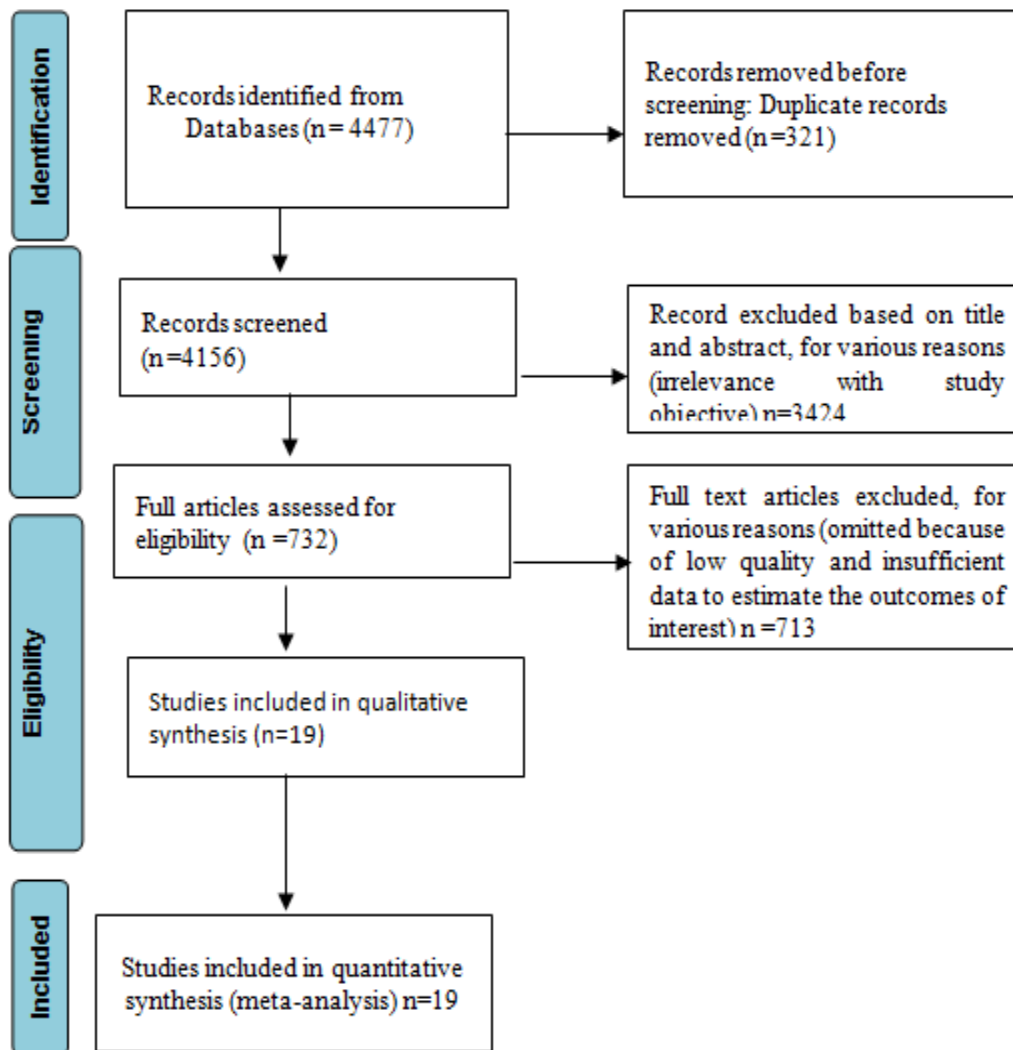 Identification
Records identified from
Databases (n= 4477)
Records removed before
screening: Duplicate records
removed (n=321)
Screening
Records screened
(n=4156)
Record excluded based on title
and abstract, for various reasons
(irrelevance with study
objective) n=3424
Full articles assessed for
eligibility (n =732)
Full text articles excluded, for
various reasons (omitted because
of low quality and insufficient
data to estimate the outcomes of
interest) n =713
Eligibility
Studies included in qualitative
synthesis (n=19)
Included
Studies included in quantitative
synthesis (meta-analysis) n=19